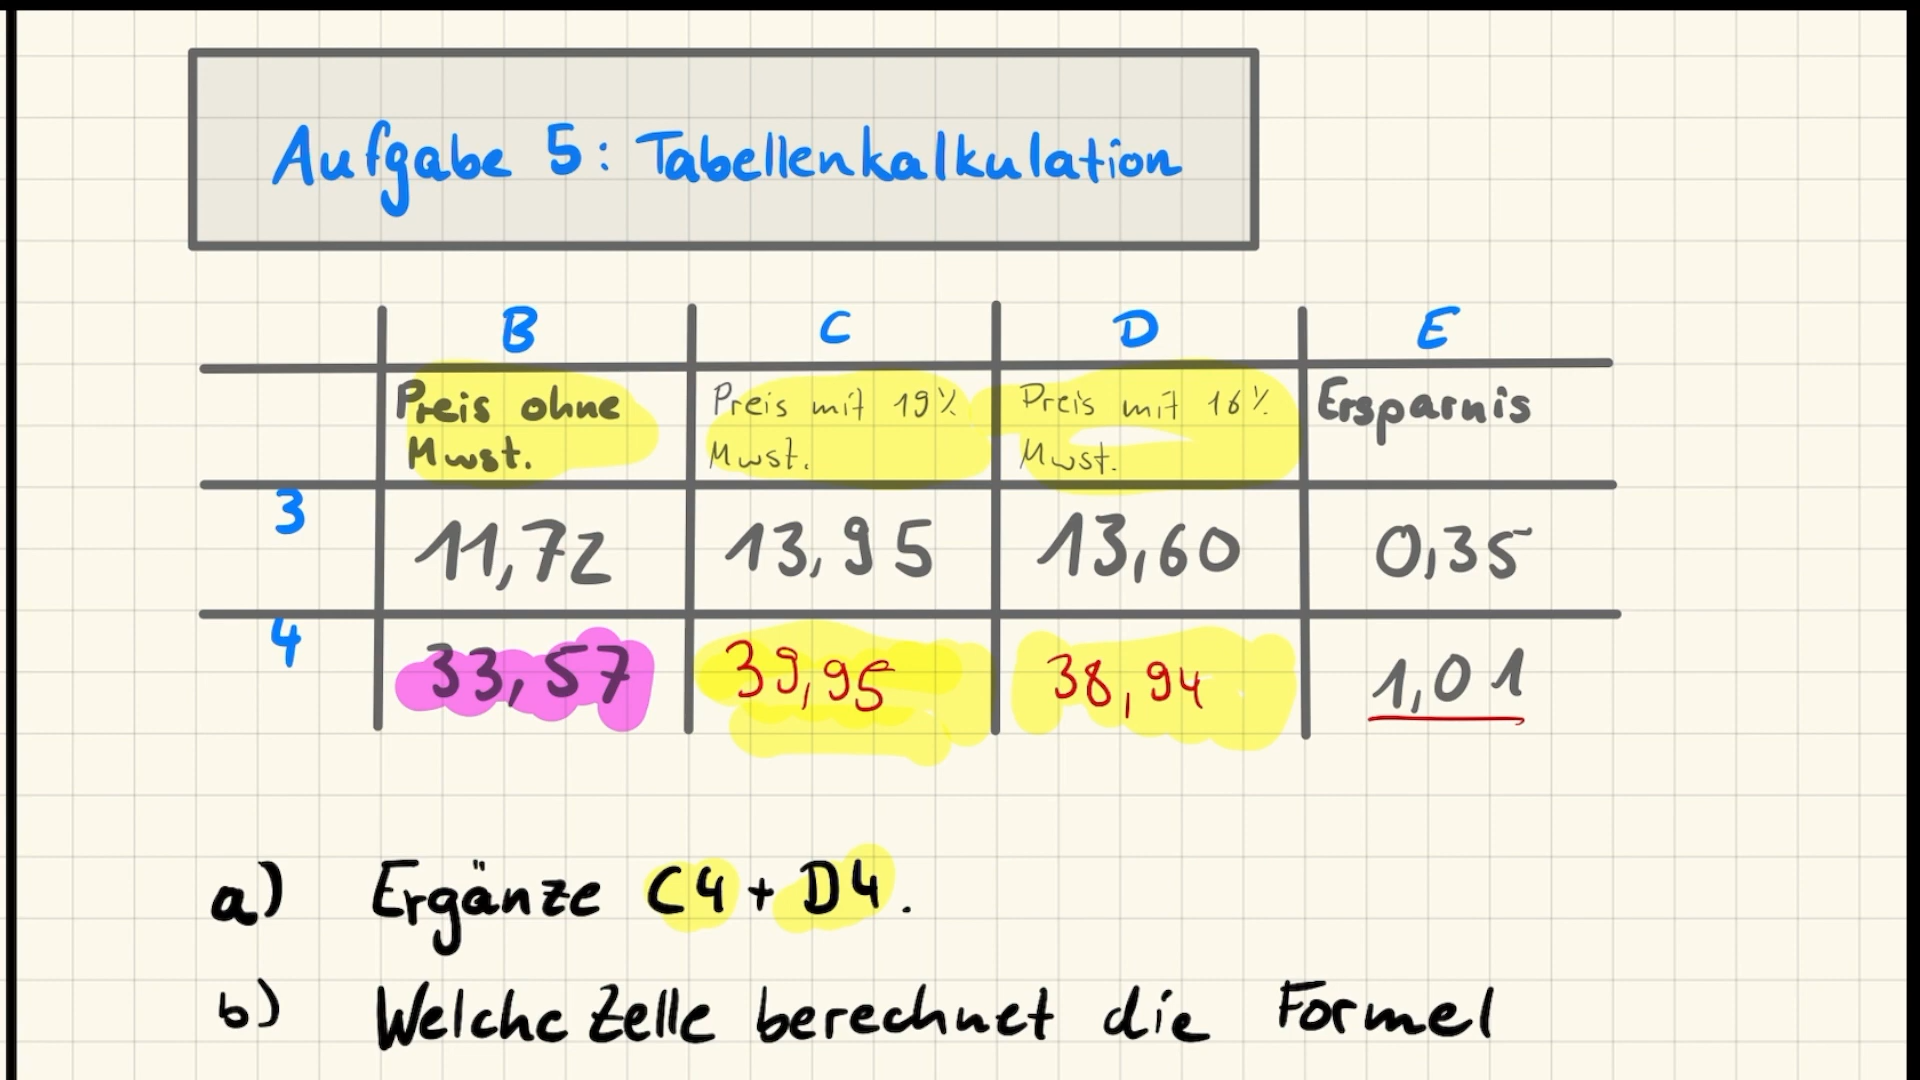 Aufgabe 5: Tabellenkalkulation
B C D E
Preis ohne Mwst. Preis mit 19% Mwst. Preis mit 16% Mwst. Ersparnis
3 11,72 13,95 13,60 0,35
4 33,57 39,95 38,94 1,01
a) Ergänze C4 + D4.
b) Welche Zelle berechnet die Formel